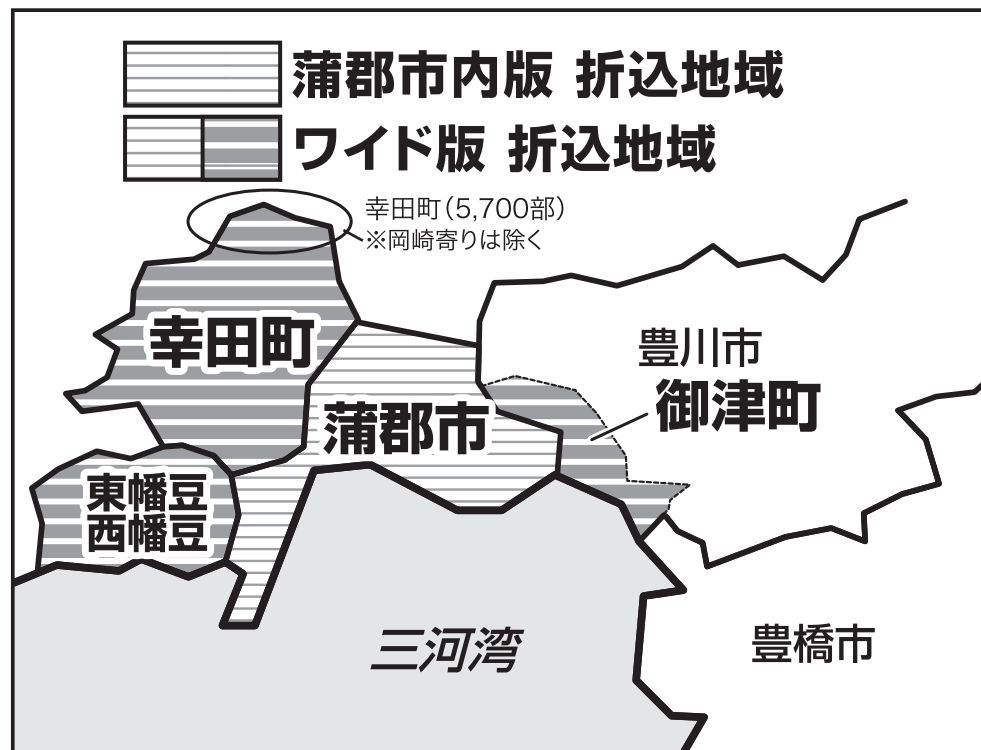 蒲郡市内版 折込地域
ワイド版 折込地域
幸田町（5,700部）
※岡崎寄りは除く
幸田町
豊川市
御津町
蒲郡市
東幡豆
西幡豆
三河湾
豊橋市